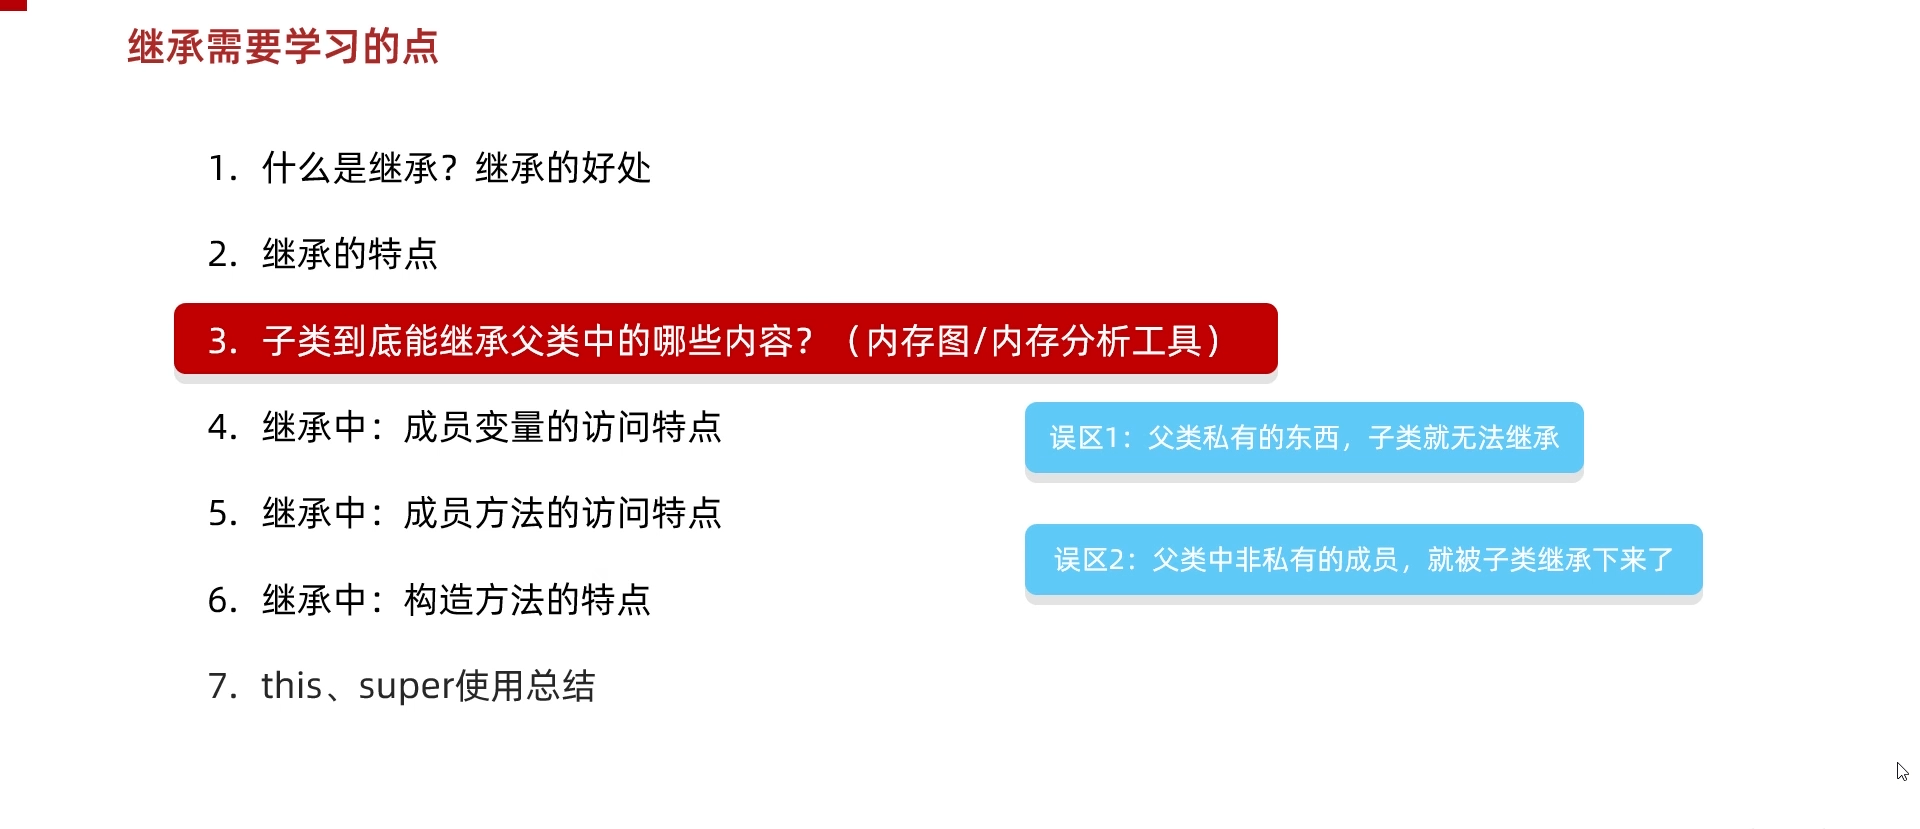 继承需要学习的点
1. 什么是继承？继承的好处
2. 继承的特点
3. 子类到底能继承父类中的哪些内容？（内存图/内存分析工具）
4. 继承中：成员变量的访问特点
误区1：父类私有的东西，子类就无法继承
5. 继承中：成员方法的访问特点
误区2：父类中非私有的成员，就被子类继承下来了
6. 继承中：构造方法的特点
7. this、super使用总结